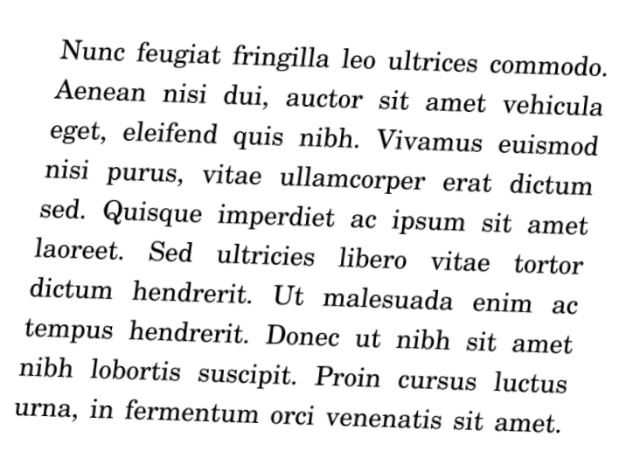 Nunc feugiat fringilla leo ultrices commodo.
Aenean nisi dui, auctor sit amet vehicula
eget, eleifend quis nibh. Vivamus euismod
nisi purus, vitae ullamcorper erat dictum
sed. Quisque imperdiet ac ipsum sit amet
laoreet. Sed ultricies libero vitae tortor
dictum hendrerit. Ut malesuada enim ac
tempus hendrerit. Donec ut nibh sit amet
nibh lobortis suscipit. Proin cursus luctus
urna, in fermentum orci venenatis sit amet.